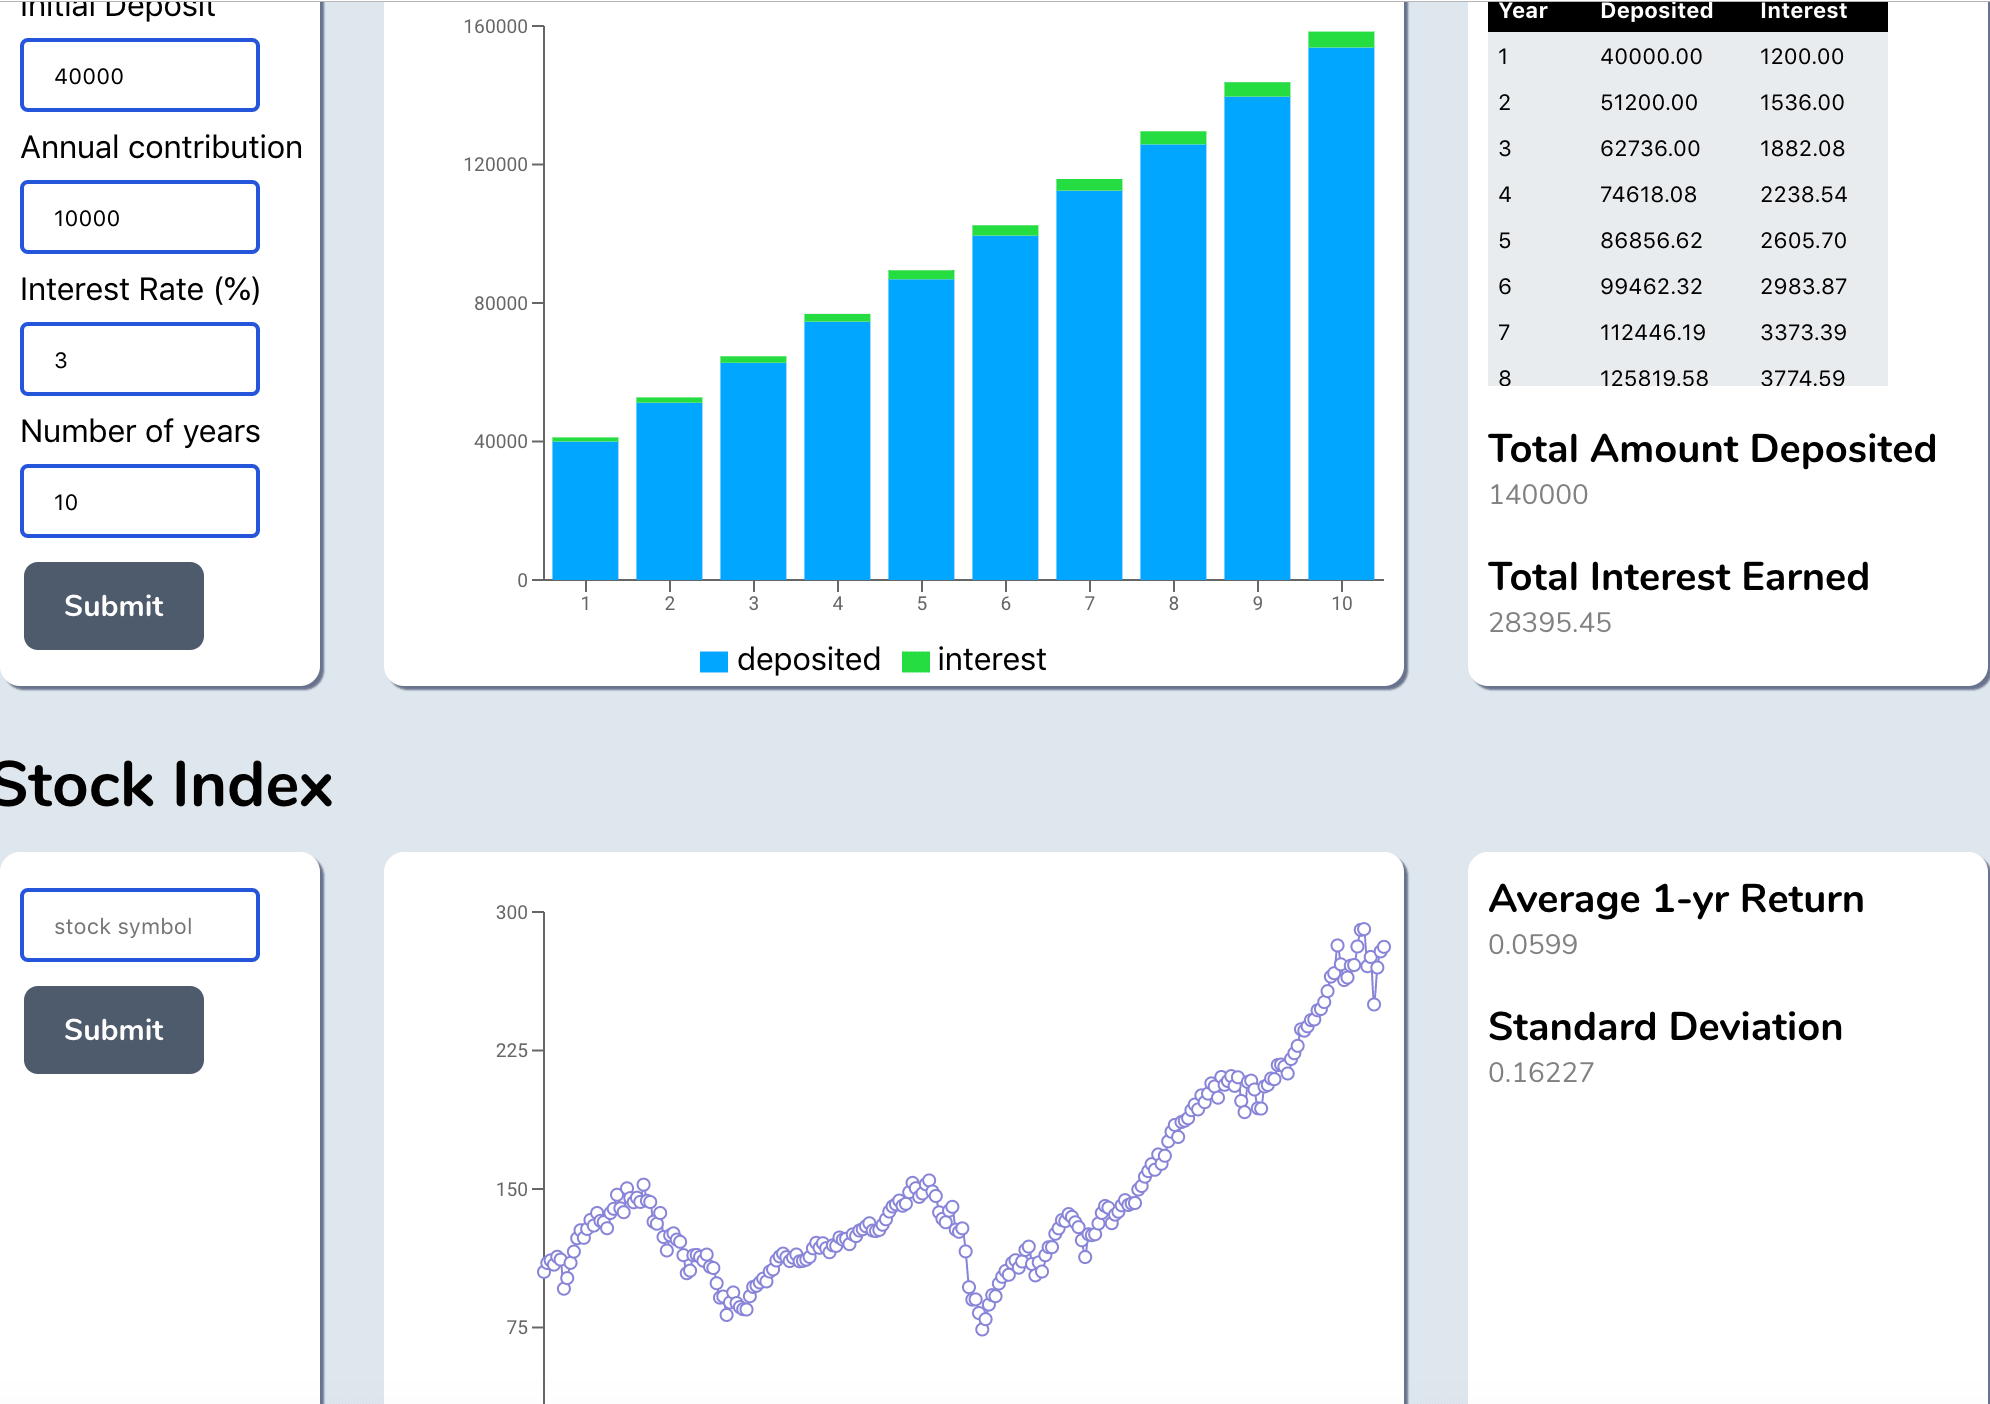 Initial Deposit
40000
Annual contribution
10000
Interest Rate (%)
3
Number of years
10
Submit
160000
120000
80000
40000
0
1 2 3 4 5 6 7 8 9 10
deposited interest
Year Deposited Interest
1 40000.00 1200.00
2 51200.00 1536.00
3 62736.00 1882.08
4 74618.08 2238.54
5 86856.62 2605.70
6 99462.32 2983.87
7 112446.19 3373.39
8 125819.58 3774.59
Total Amount Deposited
140000
Total Interest Earned
28395.45
Stock Index
stock symbol
Submit
300
225
150
75
Average 1-yr Return
0.0599
Standard Deviation
0.16227